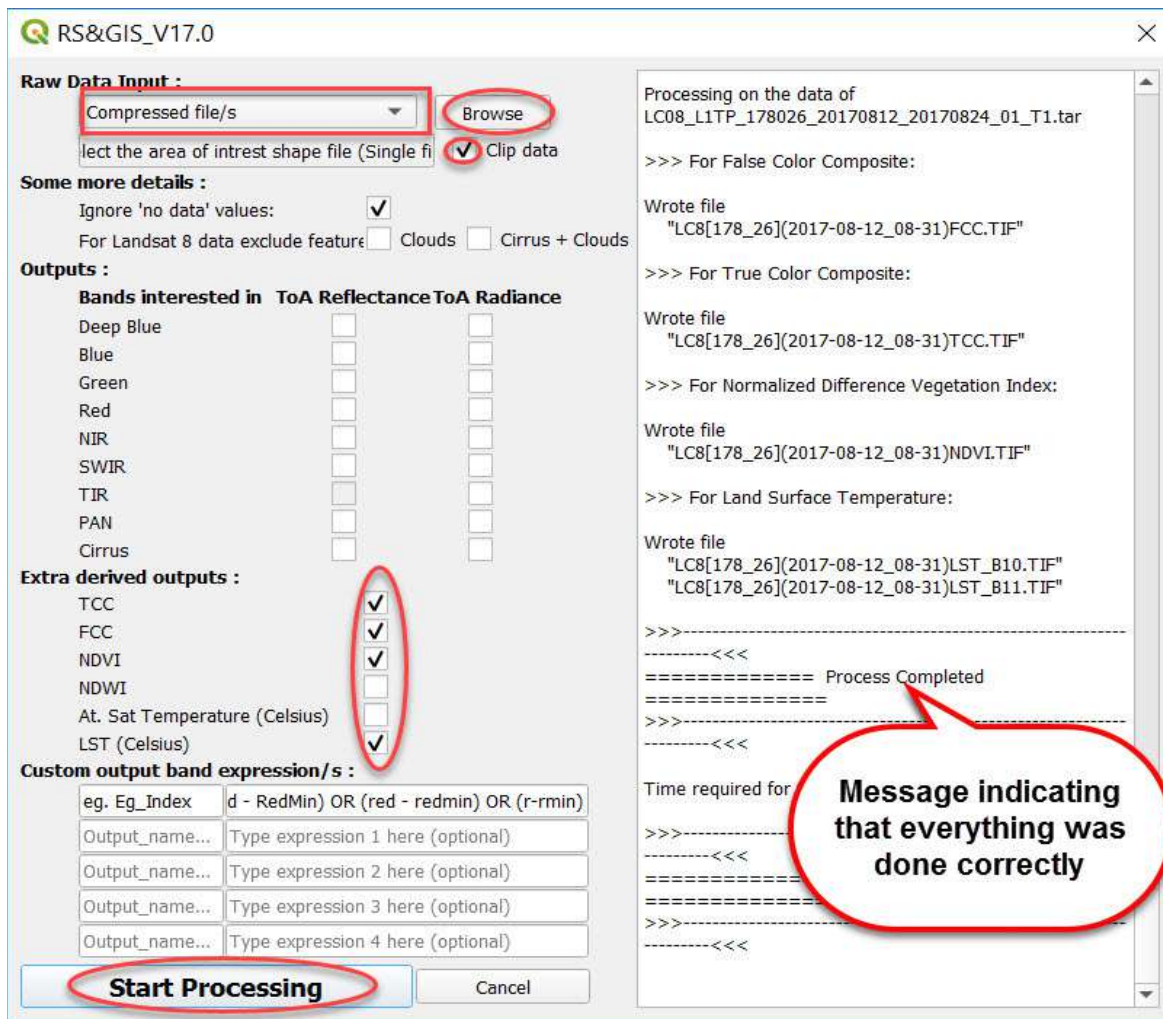 RS&GIS_V17.0
Raw Data Input :
Compressed file/s
Browse
lect the area of intrest shape file (Single fi
Clip data
Some more details :
Ignore 'no data' values:
For Landsat 8 data exclude feature
Clouds
Cirrus + Clouds
Outputs :
Bands interested in ToA Reflectance ToA Radiance
Deep Blue
Blue
Green
Red
NIR
SWIR
TIR
PAN
Cirrus
Extra derived outputs :
TCC
FCC
NDVI
NDWI
At. Sat Temperature (Celsius)
LST (Celsius)
Custom output band expression/s :
eg. Eg_Index
d - RedMin) OR (red - redmin) OR (r-rmin)
Output_name...
Type expression 1 here (optional)
Output_name...
Type expression 2 here (optional)
Output_name...
Type expression 3 here (optional)
Output_name...
Type expression 4 here (optional)
Start Processing
Cancel
Processing on the data of
LC08_L1TP_178026_20170812_20170824_01_T1.tar
>>> For False Color Composite:
Wrote file
"LC8[178_26](2017-08-12_08-31)FCC.TIF"
>>> For True Color Composite:
Wrote file
"LC8[178_26](2017-08-12_08-31)TCC.TIF"
>>> For Normalized Difference Vegetation Index:
Wrote file
"LC8[178_26](2017-08-12_08-31)NDVI.TIF"
>>> For Land Surface Temperature:
Wrote file
"LC8[178_26](2017-08-12_08-31)LST_B10.TIF"
"LC8[178_26](2017-08-12_08-31)LST_B11.TIF"
>>>----------------------------------------------------------------
--------<<<
============= Process Completed
==============
>>>----------------------------------------------------------------
--------<<<
Time required for
>>>----------
--------<<<
============
============
>>>----------------------------------------------------------------
--------<<<
Message indicating
that everything was
done correctly